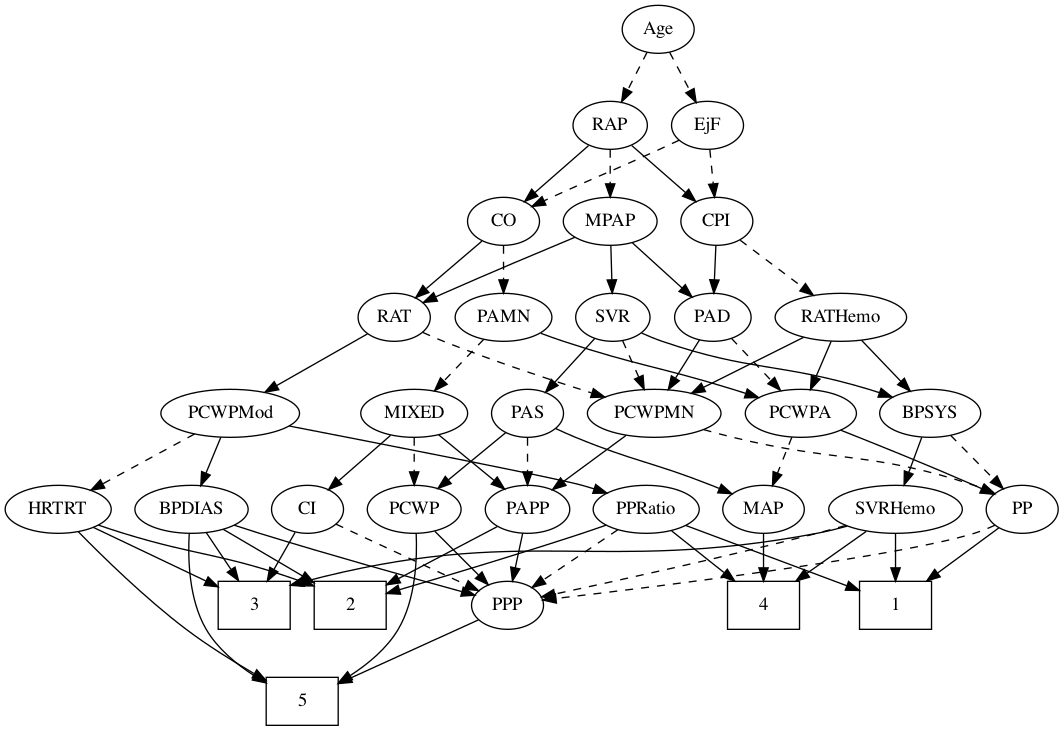 Age
RAP
EjF
CO
MPAP
CPI
RAT
PAMN
SVR
PAD
RATHemo
PCWPMod
MIXED
PAS
PCWPMN
PCWPA
BPSYS
HRTRT
BPDIAS
CI
PCWP
PAPP
PPRatio
MAP
SVRHemo
PP
3
2
PPP
4
1
5